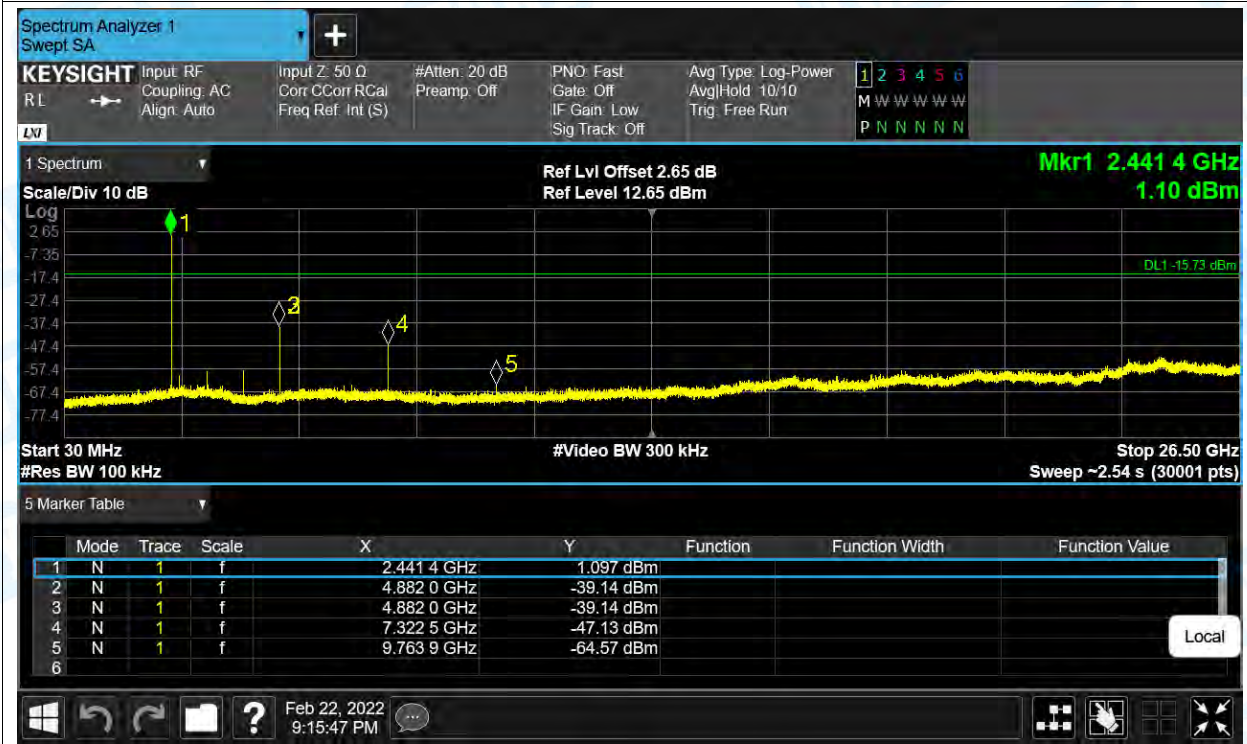 Spectrum Analyzer 1
Swept SA
+
KEYSIGHT Input: RF Input Z: 50 Ω #Atten: 20 dB PNO: Fast Avg Type: Log-Power 1 2 3 4 5 6
RL Coupling: AC Corr CCorr RCal Preamp: Off Gate: Off Avg|Hold: 10/10 M W W W W W
Align: Auto Freq Ref: Int (S) IF Gain: Low Trig: Free Run
LXI Sig Track: Off P N N N N N
1 Spectrum
Ref Lvl Offset 2.65 dB Mkr1 2.441 4 GHz
Scale/Div 10 dB Ref Level 12.65 dBm 1.10 dBm
Log
1
2.65
-7.35
DL1 -15.73 dBm
-17.4
-27.4
3
-37.4
4
-47.4
5
-57.4
-67.4
-77.4
Start 30 MHz #Video BW 300 kHz Stop 26.50 GHz
#Res BW 100 kHz Sweep ~2.54 s (30001 pts)
5 Marker Table
Mode Trace Scale X Y Function Function Width Function Value
1 N 1 f 2.441 4 GHz 1.097 dBm
2 N 1 f 4.882 0 GHz -39.14 dBm
3 N 1 f 4.882 0 GHz -39.14 dBm
4 N 1 f 7.322 5 GHz -47.13 dBm
5 N 1 f 9.763 9 GHz -64.57 dBm
6
Local
? Feb 22, 2022
9:15:47 PM